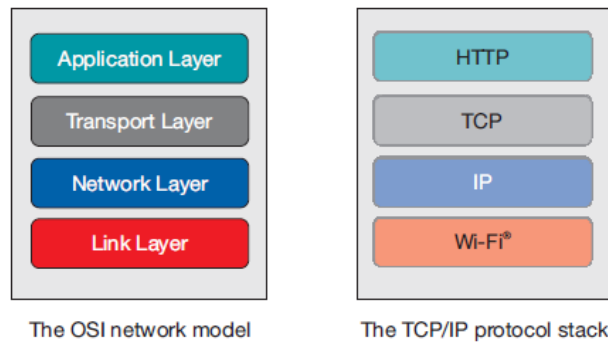 Application Layer
Transport Layer
Network Layer
Link Layer
The OSI network model
HTTP
TCP
IP
Wi-Fi®
The TCP/IP protocol stack